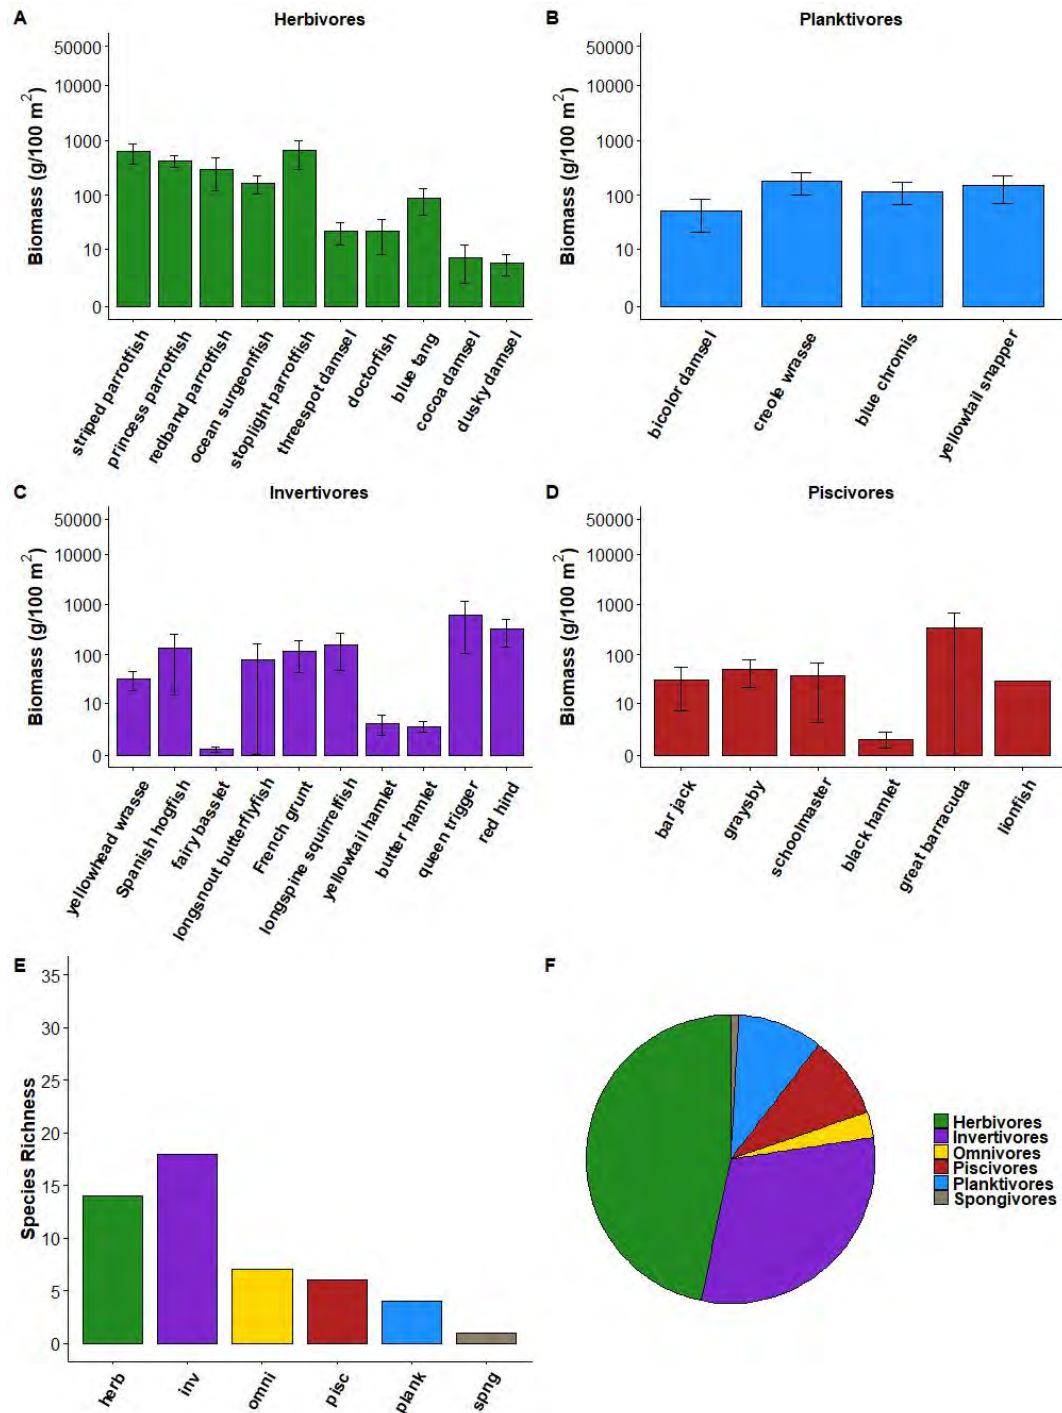 A
Herbivores
Biomass (g/100 m²)
50000
10000
1000
100
10
0
striped parrotfish
princess parrotfish
redband parrotfish
ocean surgeonfish
stoplight parrotfish
threespot damsel
doctorfish
blue tang
cocoa damsel
dusky damsel
B
Planktivores
Biomass (g/100 m²)
50000
10000
1000
100
10
0
bicolor damsel
creole wrasse
blue chromis
yellowtail snapper
C
Invertivores
Biomass (g/100 m²)
50000
10000
1000
100
10
0
yellowhead wrasse
Spanish hogfish
fairy basslet
longsnout butterflyfish
French grunt
longspine squirrelfish
yellowtail hamlet
butter hamlet
queen trigger
red hind
D
Piscivores
Biomass (g/100 m²)
50000
10000
1000
100
10
0
bar jack
graysby
schoolmaster
black hamlet
great barracuda
lionfish
E
Species Richness
35
30
25
20
15
10
5
0
herb
inv
omni
pisc
plank
spng
F
Herbivores
Invertivores
Omnivores
Piscivores
Planktivores
Spongivores